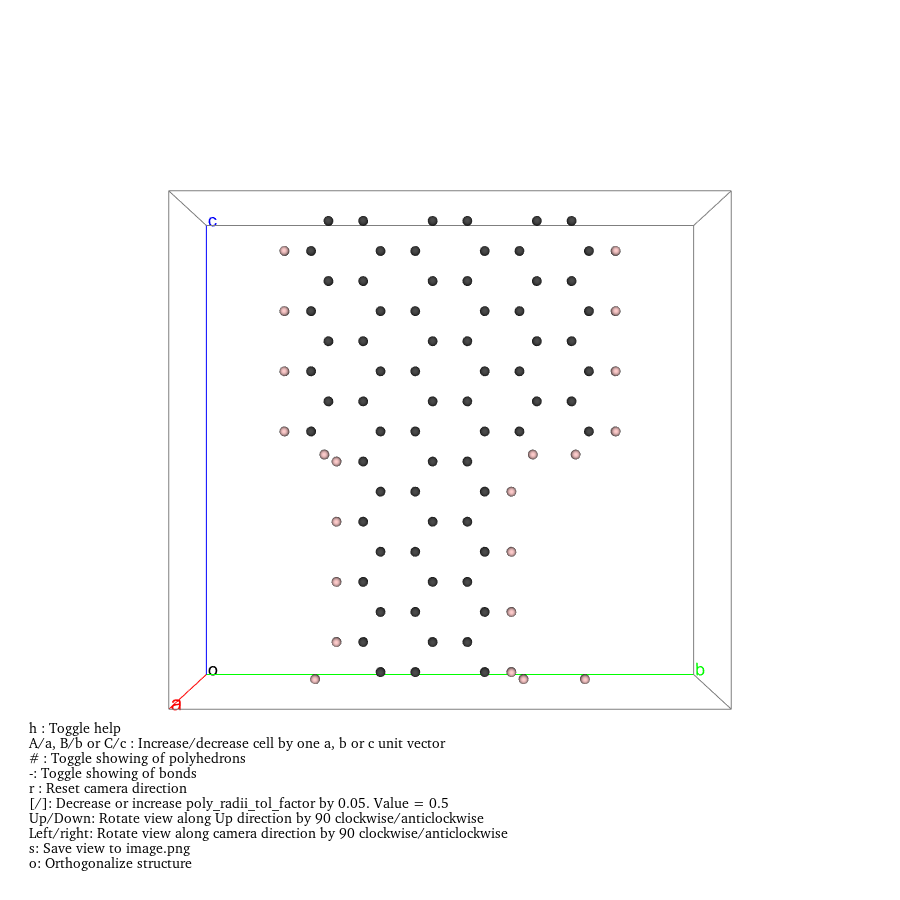 c
o
b
a
h : Toggle help
A/a, B/b or C/c : Increase/decrease cell by one a, b or c unit vector
# : Toggle showing of polyhedrons
-: Toggle showing of bonds
r : Reset camera direction
[/]: Decrease or increase poly_radii_tol_factor by 0.05. Value = 0.5
Up/Down: Rotate view along Up direction by 90 clockwise/anticlockwise
Left/right: Rotate view along camera direction by 90 clockwise/anticlockwise
s: Save view to image.png
o: Orthogonalize structure